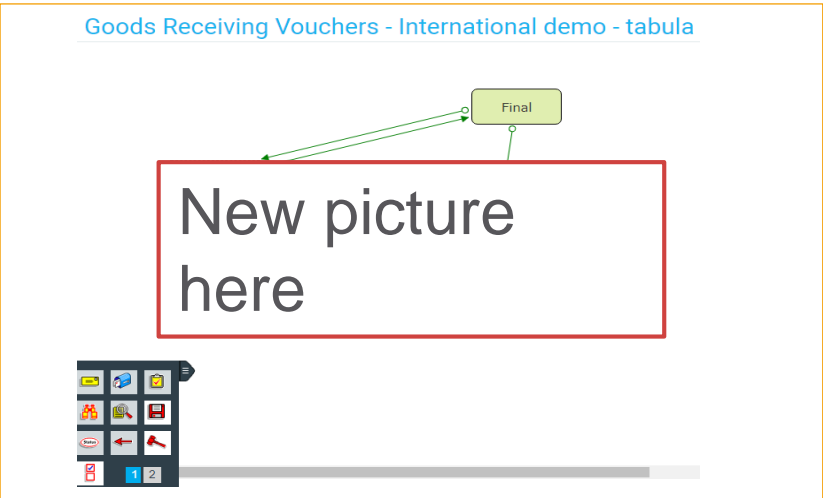 Goods Receiving Vouchers - International demo - tabula
Final
New picture
here
Status
1 2